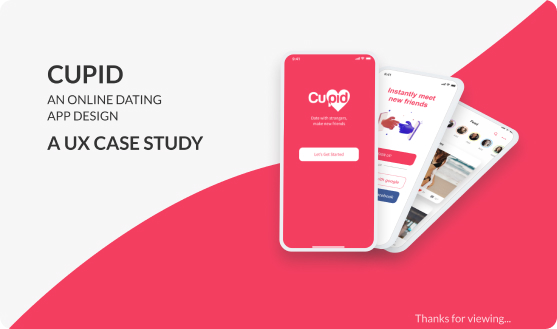 CUPID
AN ONLINE DATING
APP DESIGN
A UX CASE STUDY
Cupid
Date with strangers,
make new friends
Let's Get Started
Instantly meet
new friends
Feed
Thanks for viewing...